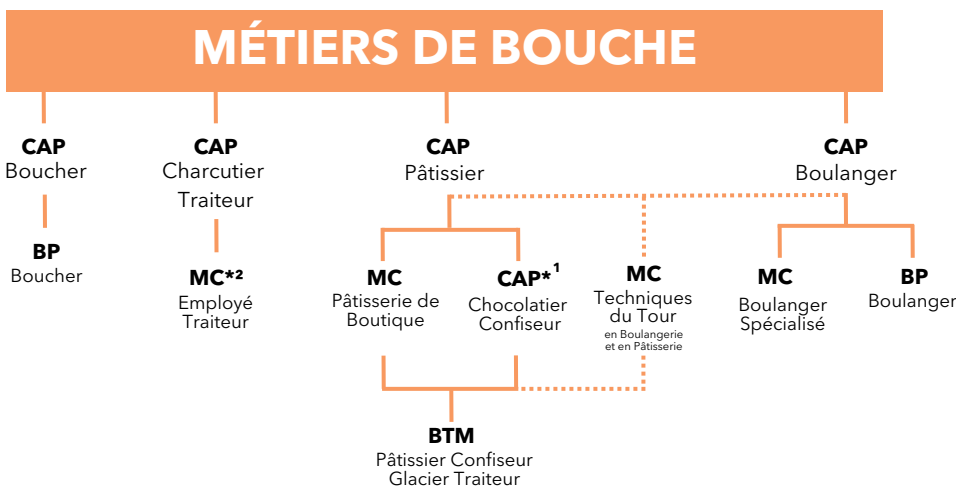 MÉTIERS DE BOUCHE
CAP
Boucher
CAP
Charcutier
Traiteur
CAP
Pâtissier
CAP
Boulanger
BP
Boucher
MC*²
Employé
Traiteur
MC
Pâtisserie de
Boutique
CAP*¹
Chocolatier
Confiseur
MC
Techniques
du Tour
en Boulangerie
et en Pâtisserie
MC
Boulanger
Spécialisé
BP
Boulanger
BTM
Pâtissier Confiseur
Glacier Traiteur